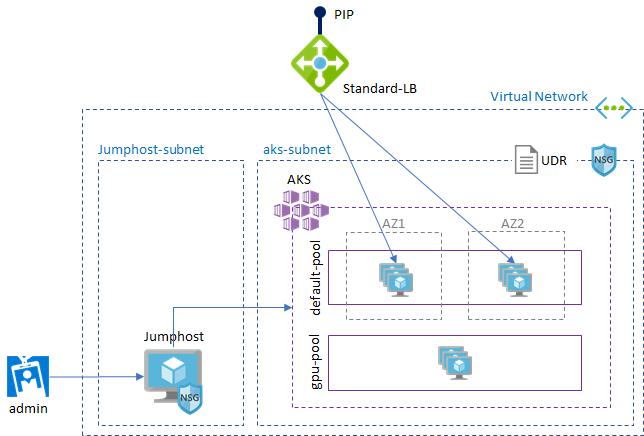 PIP
Standard-LB
Virtual Network
Jumphost-subnet
aks-subnet
UDR
NSG
AKS
AZ1
AZ2
default-pool
Jumphost
gpu-pool
NSG
admin